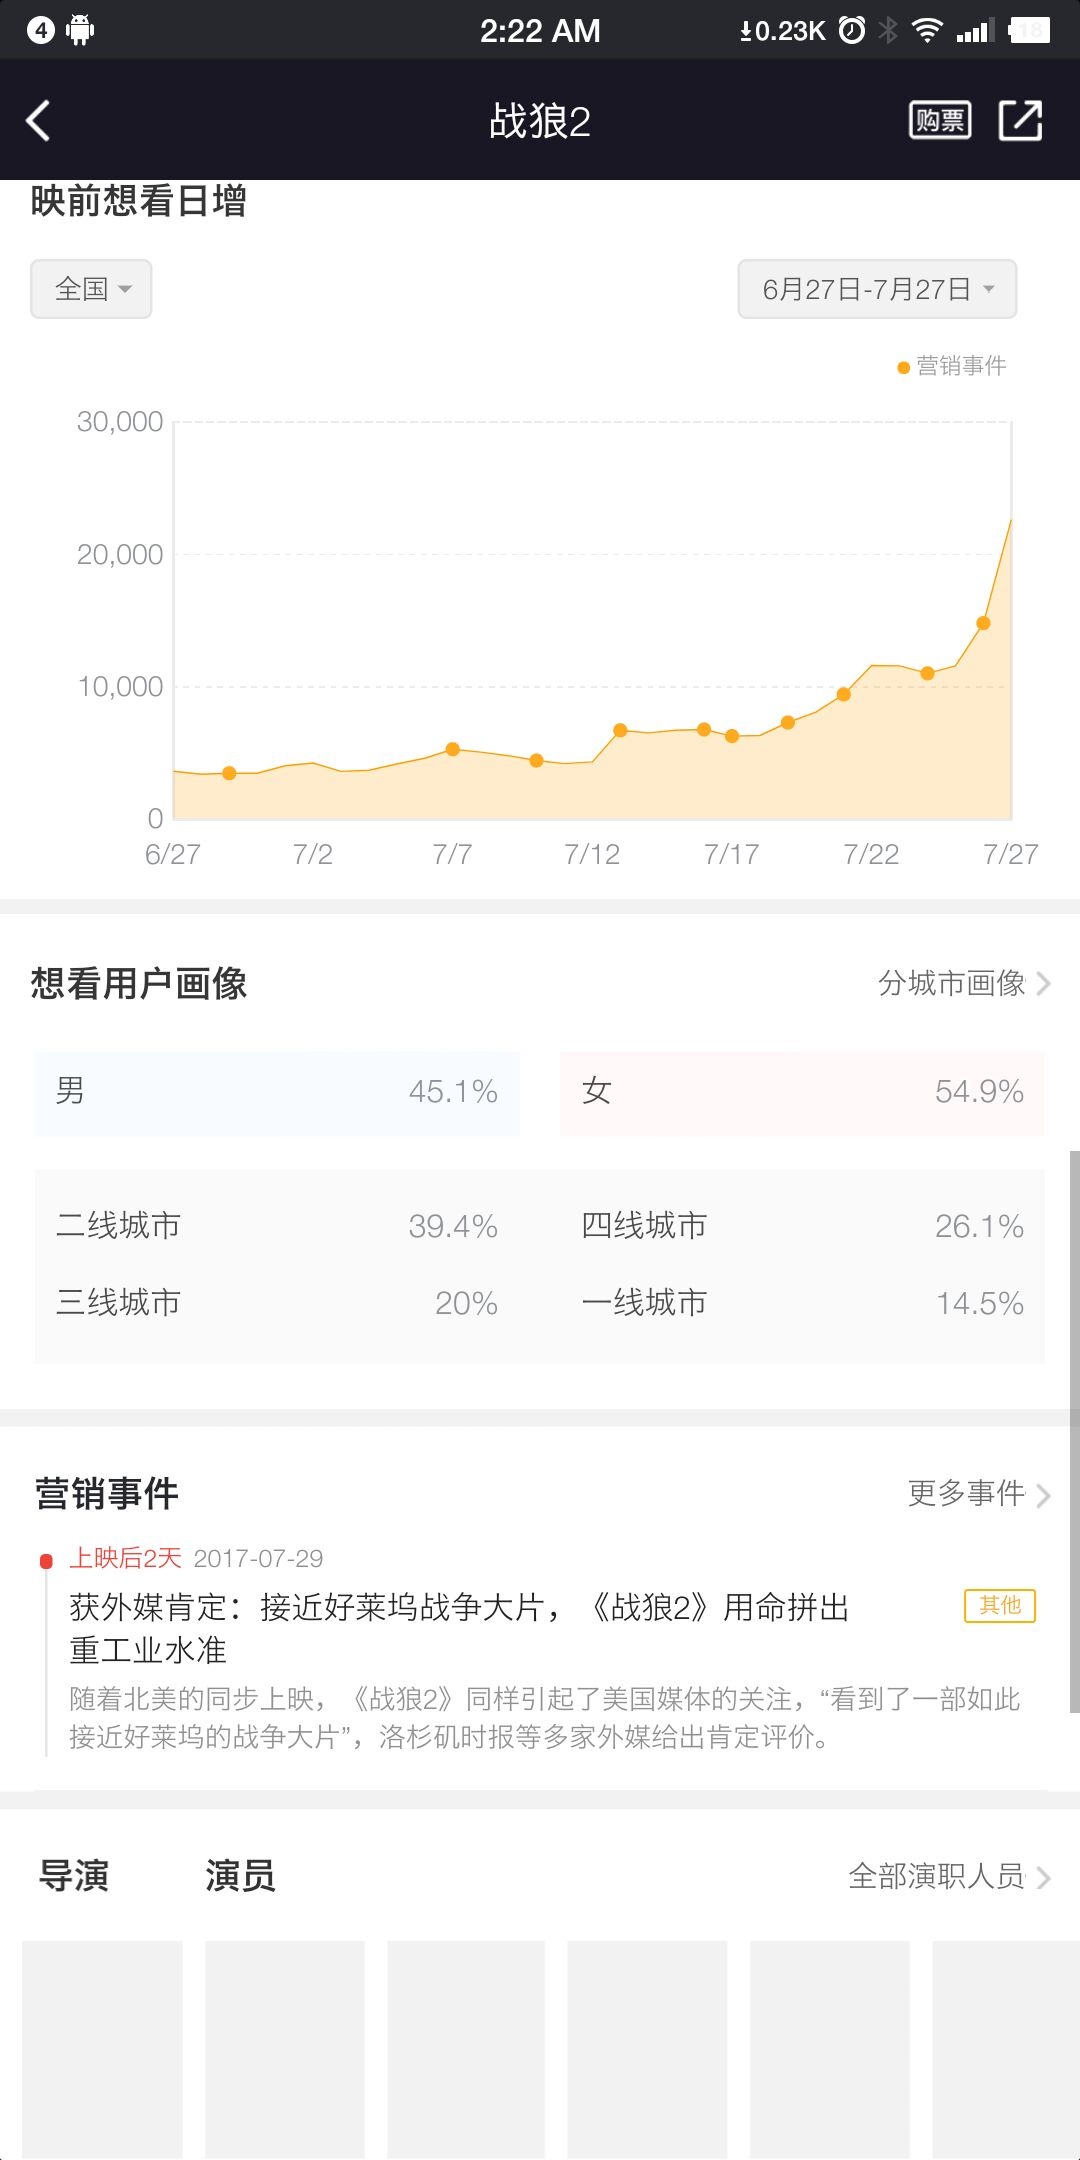 4
2:22 AM
0.23K
18
战狼2
购票
映前想看日增
全国
6月27日-7月27日
营销事件
30,000
20,000
10,000
0
6/27 7/2 7/7 7/12 7/17 7/22 7/27
想看用户画像
分城市画像
男 45.1% 女 54.9%
二线城市 39.4% 四线城市 26.1%
三线城市 20% 一线城市 14.5%
营销事件
更多事件
上映后2天 2017-07-29
获外媒肯定：接近好莱坞战争大片，《战狼2》用命拼出
重工业水准
其他
随着北美的同步上映，《战狼2》同样引起了美国媒体的关注，“看到了一部如此
接近好莱坞的战争大片”，洛杉矶时报等多家外媒给出肯定评价。
导演 演员
全部演职人员